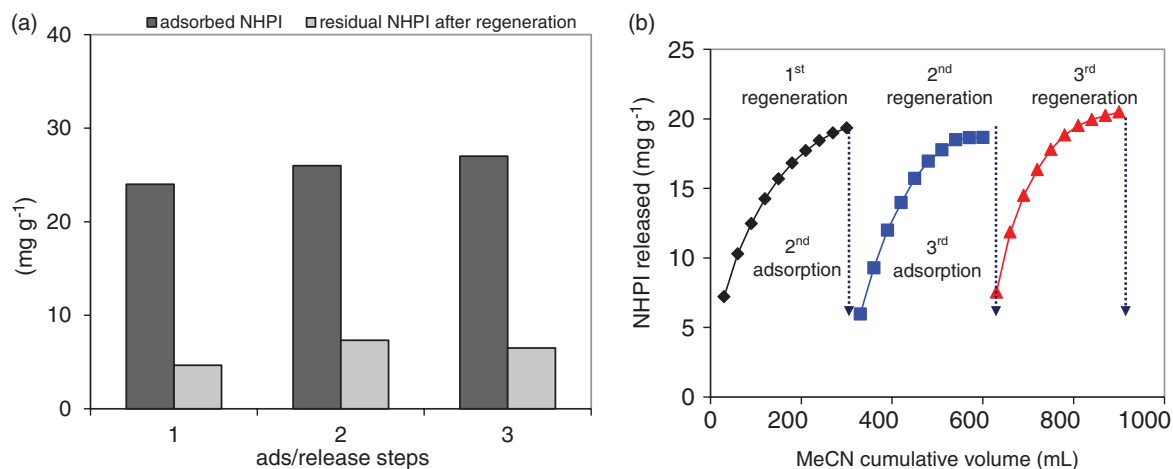 (a)
adsorbed NHPI
residual NHPI after regeneration
40
30
20
10
0
(mg g-1)
1
2
3
ads/release steps
(b)
25
20
15
10
5
0
NHPI released (mg g-1)
1st
regeneration
2nd
regeneration
3rd
regeneration
2nd
adsorption
3rd
adsorption
0
200
400
600
800
1000
MeCN cumulative volume (mL)